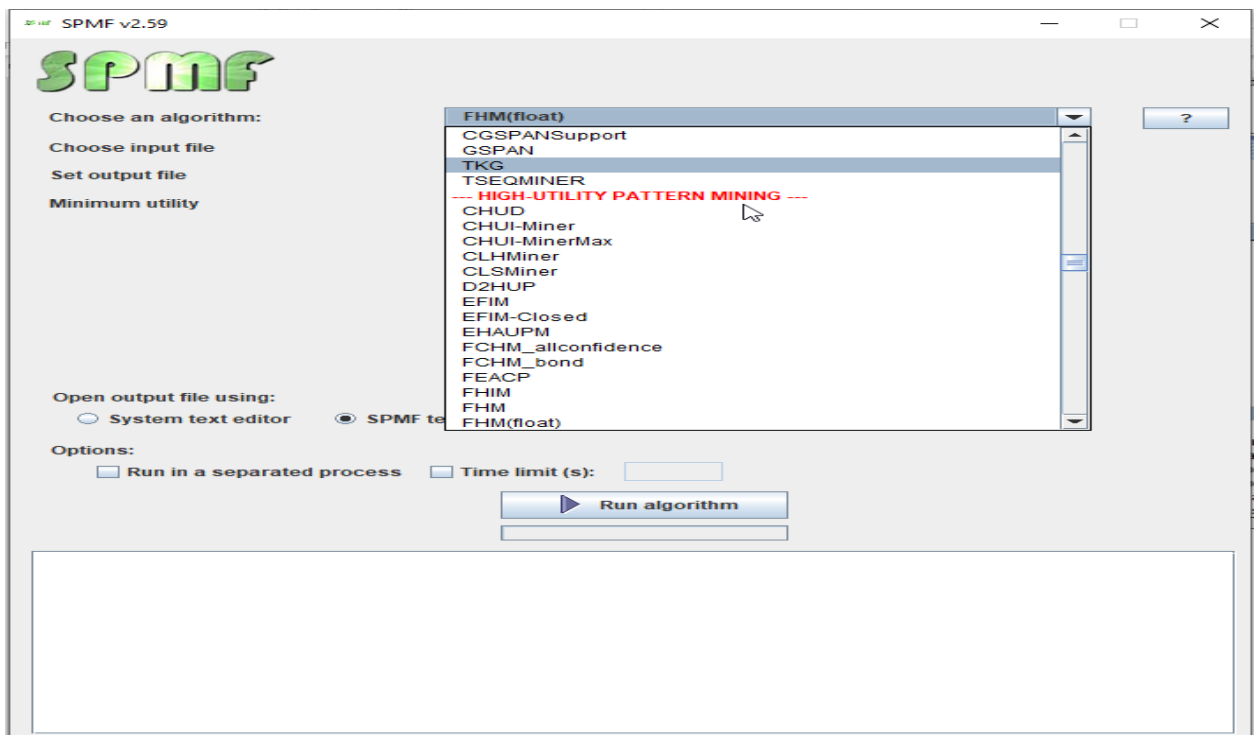 SPMF v2.59
SPMF
Choose an algorithm: FHM(float) ?
Choose input file
Set output file
Minimum utility
CGSPANSupport
GSPAN
TKG
TSEQMINER
--- HIGH-UTILITY PATTERN MINING ---
CHUD
CHUI-Miner
CHUI-MinerMax
CLHMiner
CLSMiner
D2HUP
EFIM
EFIM-Closed
EHAUPM
FCHM_allconfidence
FCHM_bond
FEACP
FHIM
FHM
FHM(float)
Open output file using:
System text editor SPMF te
Options:
Run in a separated process Time limit (s):
Run algorithm